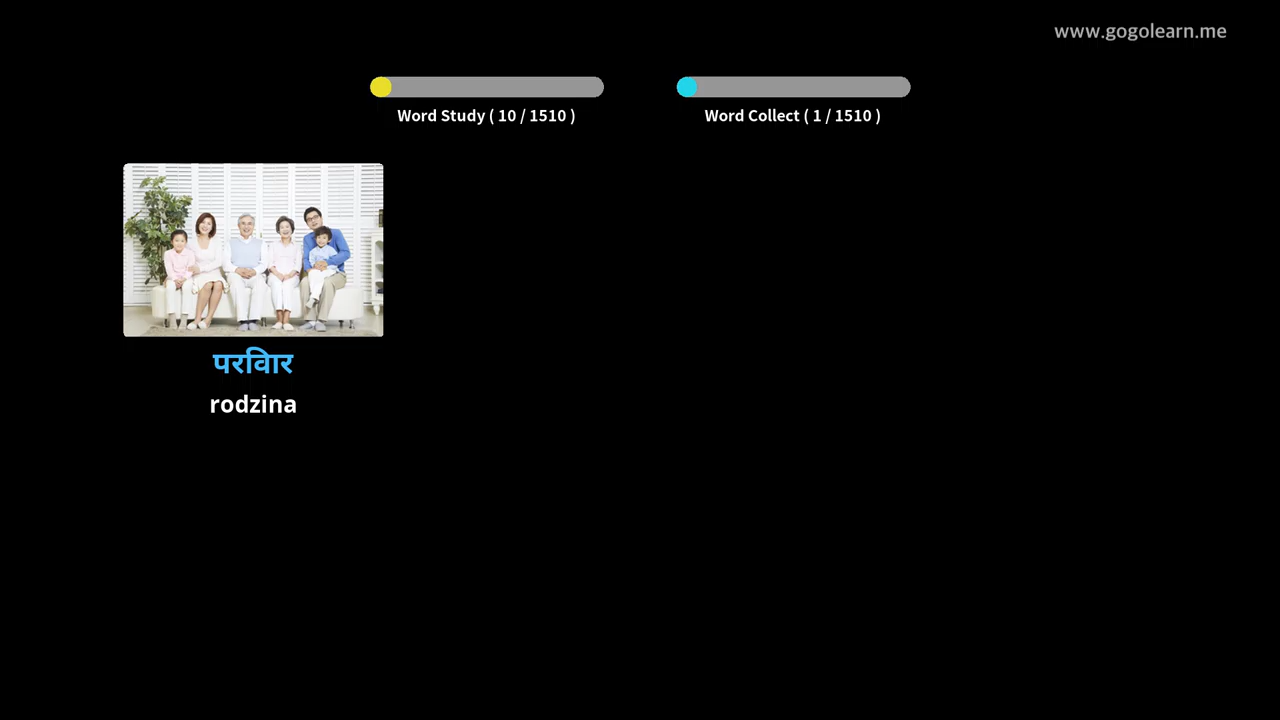 www.gogolearn.me
Word Study ( 10 / 1510 )
Word Collect ( 1 / 1510 )
परिवार
rodzina